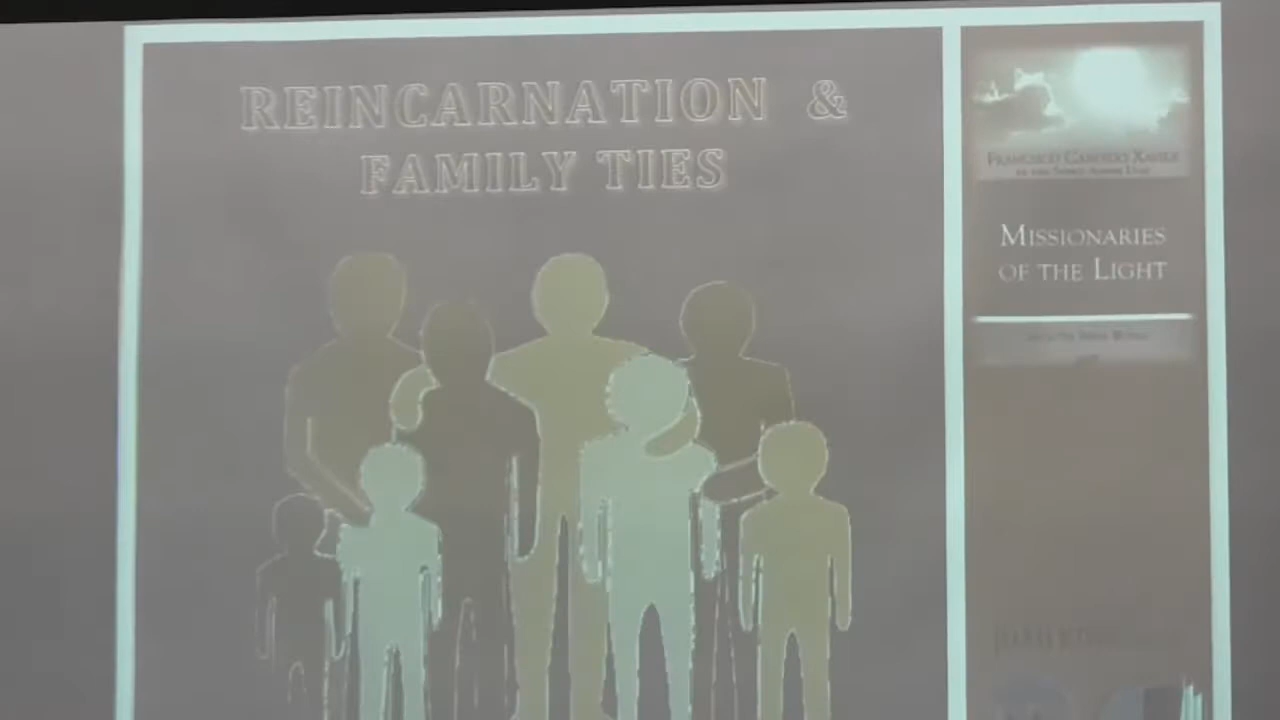 REINCARNATION &
FAMILY TIES
FRANCISCO CANDIDO XAVIER
MISSIONARIES
OF THE LIGHT